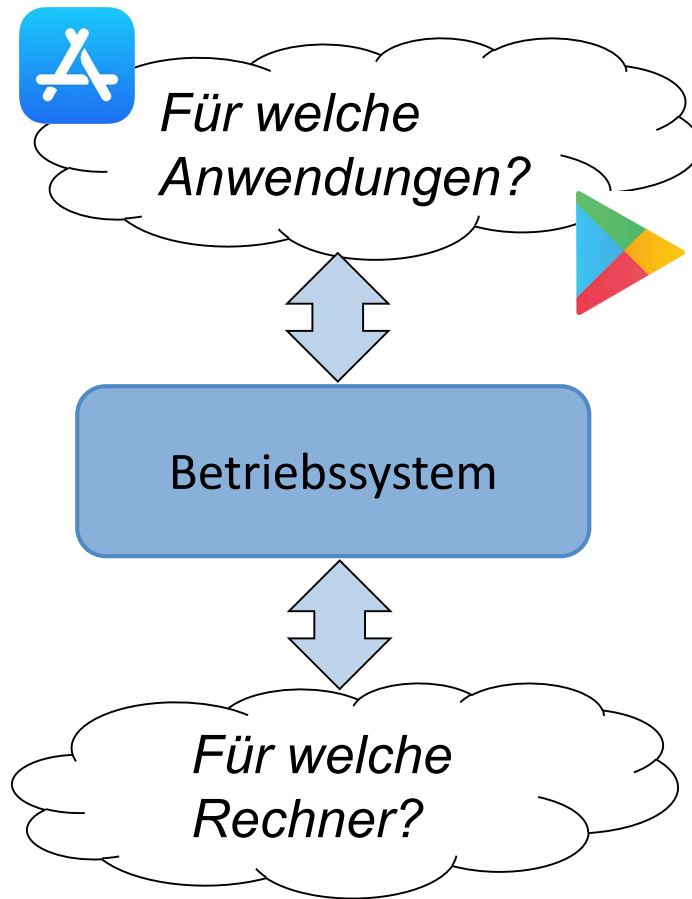 Für welche
Anwendungen?
Betriebssystem
Für welche
Rechner?